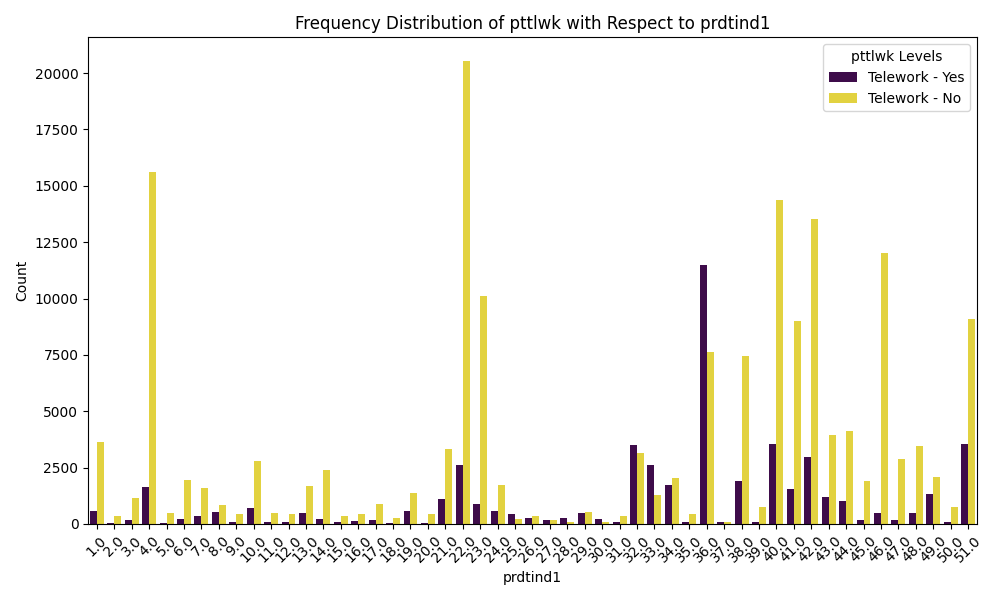 Frequency Distribution of pttlwk with Respect to prdtind1
pttlwk Levels
Telework - Yes
Telework - No
20000
17500
15000
12500
10000
7500
5000
2500
0
Count
1.0 2.0 3.0 4.0 5.0 6.0 7.0 8.0 9.0 10.0 11.0 12.0 13.0 14.0 15.0 16.0 17.0 18.0 19.0 20.0 21.0 22.0 23.0 24.0 25.0 26.0 27.0 28.0 29.0 30.0 31.0 32.0 33.0 34.0 35.0 36.0 37.0 38.0 39.0 40.0 41.0 42.0 43.0 44.0 45.0 46.0 47.0 48.0 49.0 50.0 51.0
prdtind1